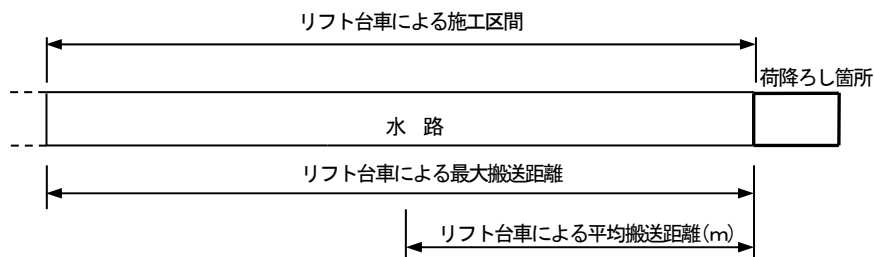 リフト台車による施工区間
荷降ろし箇所
水　路
リフト台車による最大搬送距離
リフト台車による平均搬送距離(m)